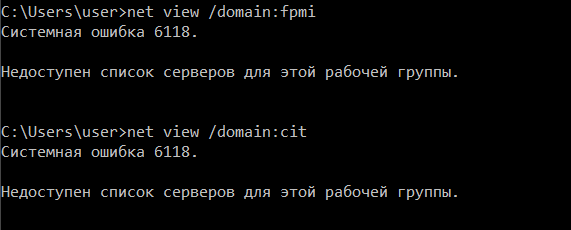 C:\Users\user>net view /domain:fpmi
Системная ошибка 6118.
Недоступен список серверов для этой рабочей группы.
C:\Users\user>net view /domain:cit
Системная ошибка 6118.
Недоступен список серверов для этой рабочей группы.